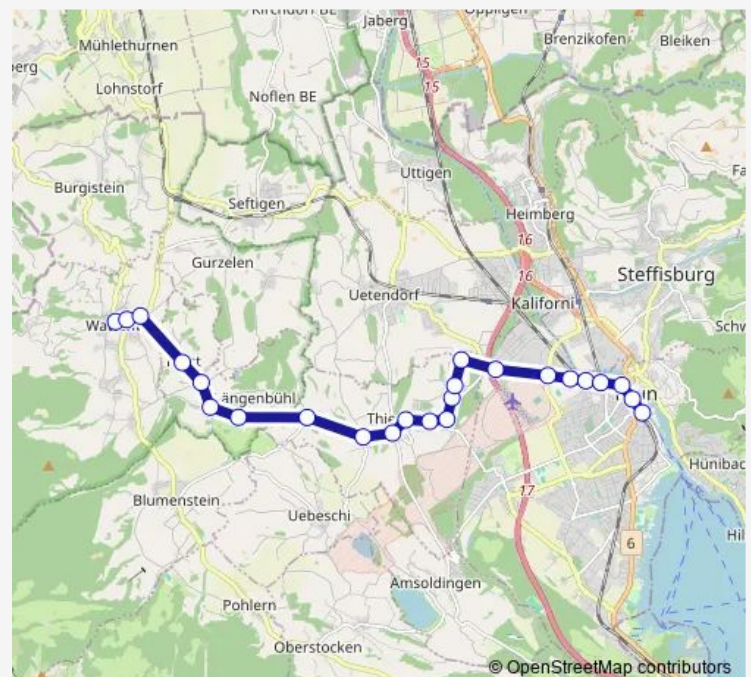 Kirchdorf BE
Jaberg
Oppligen
Mühlethurnen
Brenzikofen
Bleiken
Lohnstorf
15
15
Noflen BE
Uttigen
Burgistein
Seftigen
Heimberg
16
16
Gurzelen
Steffisburg
Uetendorf
Kaliforni
ängenbühl
Thie
17
Blumenstein
Uebeschi
6
Amsoldingen
Pohlern
Oberstocken
© OpenStreetMap contributors